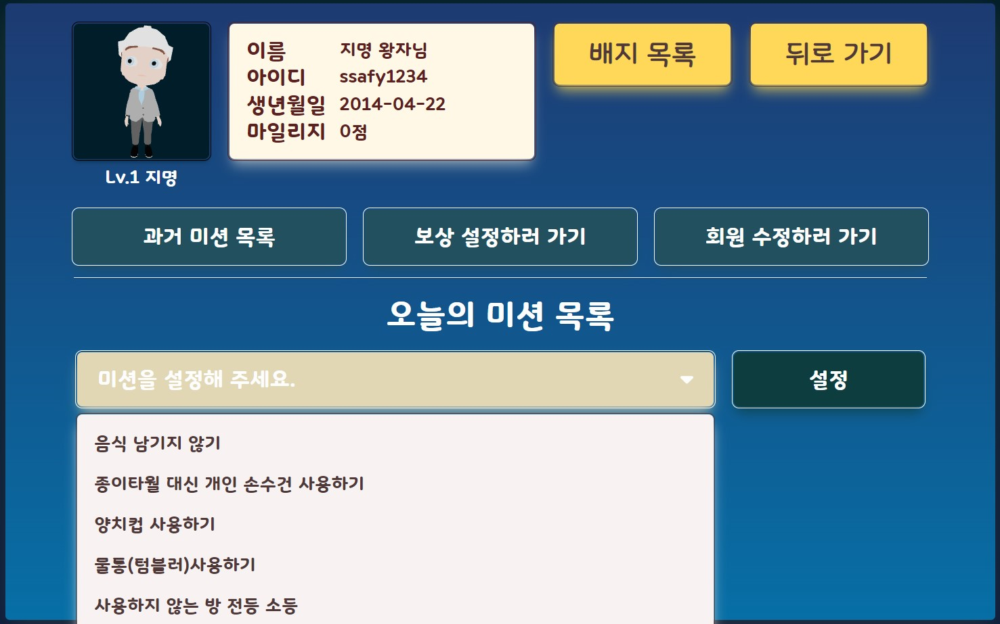 이름 지명 왕자님
아이디 ssafy1234
생년월일 2014-04-22
마일리지 0점
배지 목록
뒤로 가기
Lv.1 지명
과거 미션 목록
보상 설정하러 가기
회원 수정하러 가기
오늘의 미션 목록
미션을 설정해 주세요.
설정
음식 남기지 않기
종이타월 대신 개인 손수건 사용하기
양치컵 사용하기
물통(텀블러)사용하기
사용하지 않는 방 전등 소등